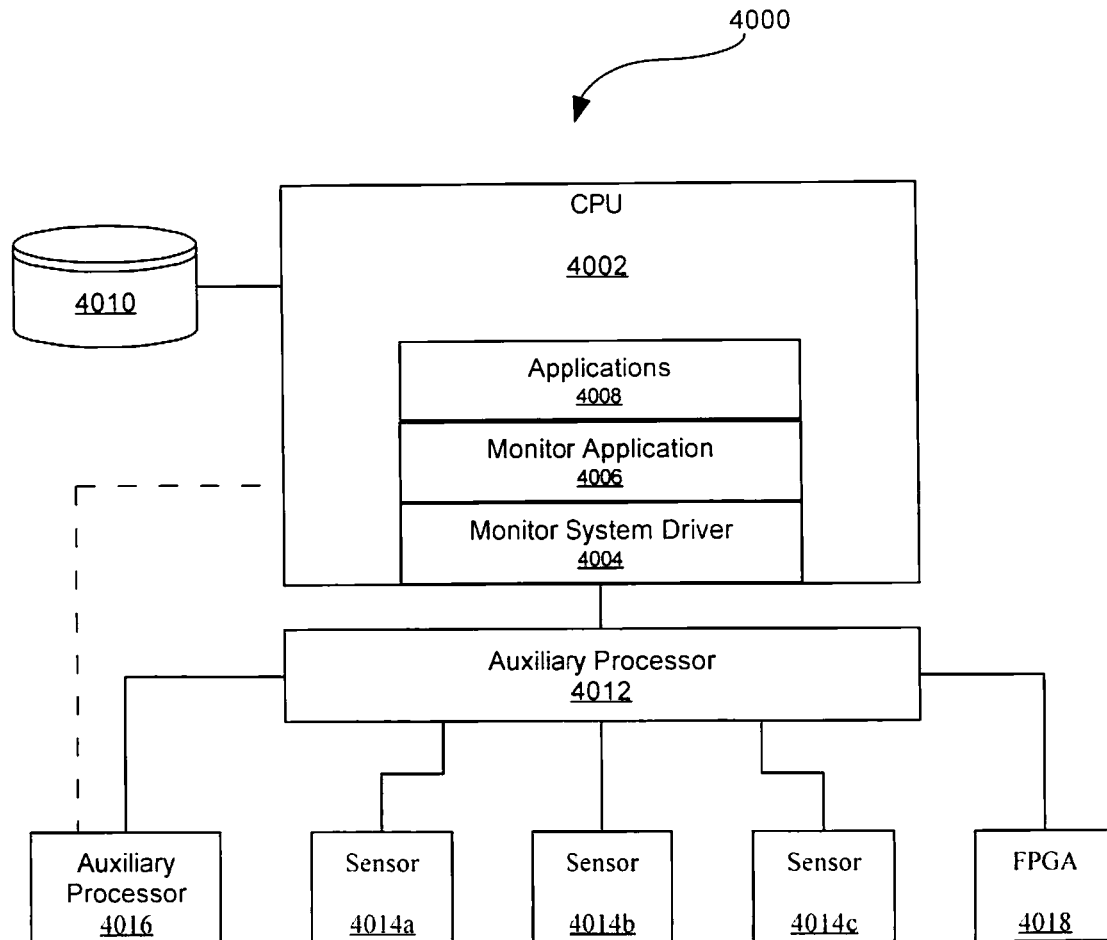 4000
CPU
4002
4010
Applications
4008
Monitor Application
4006
Monitor System Driver
4004
Auxiliary Processor
4012
Auxiliary
Processor
4016
Sensor
4014a
Sensor
4014b
Sensor
4014c
FPGA
4018